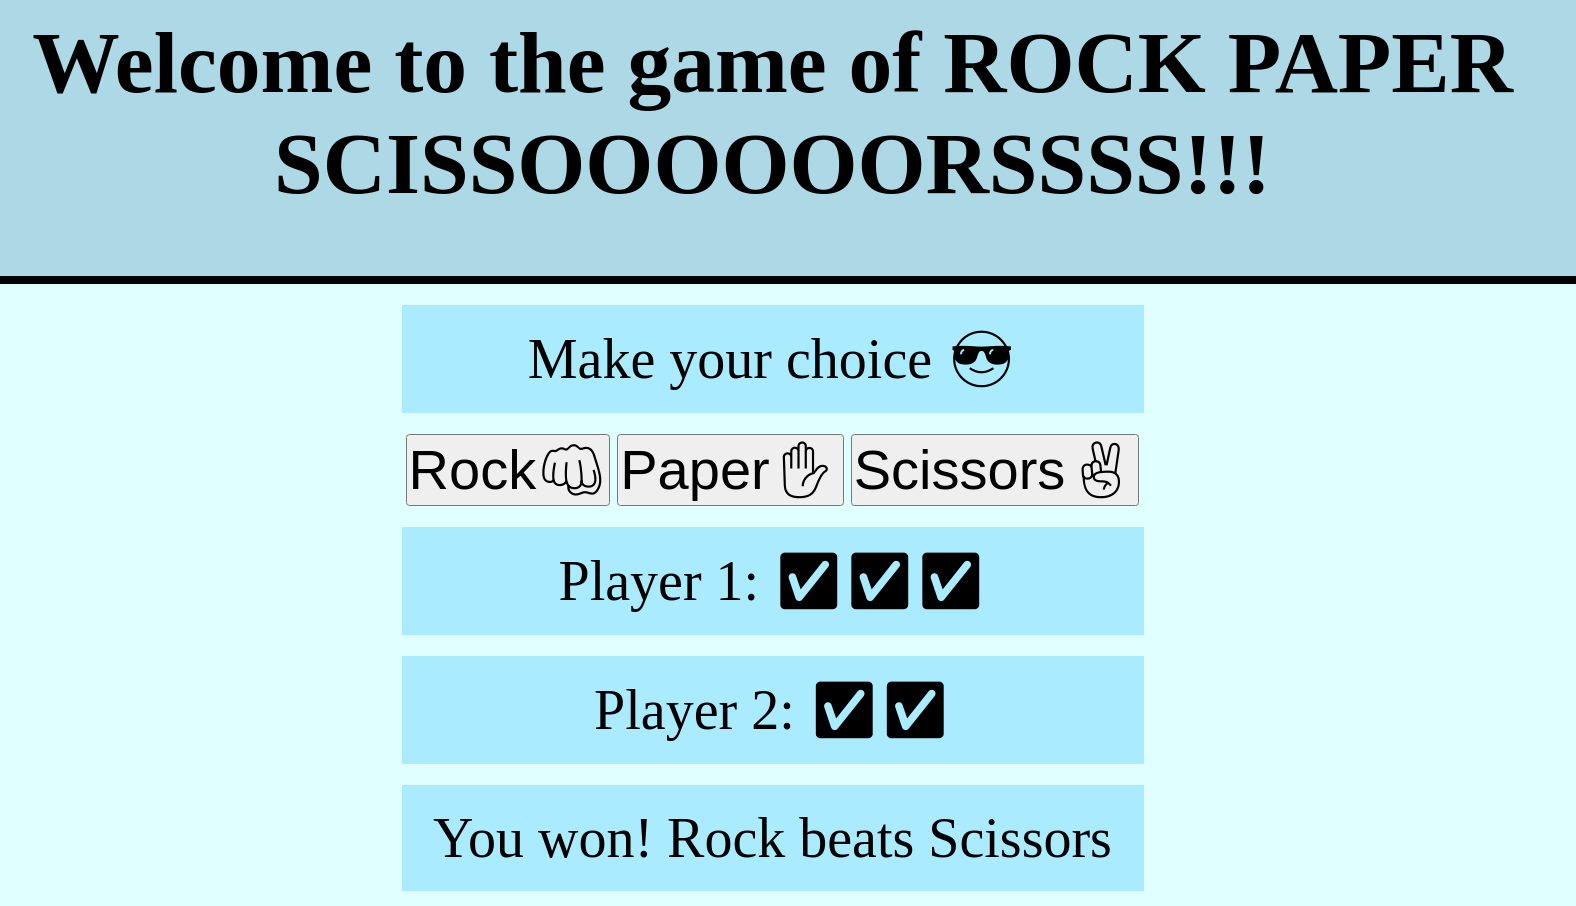 Welcome to the game of ROCK PAPER
SCISSOOOOOORSSSS!!!
Make your choice 😎
Rock👊 Paper✋ Scissors✌
Player 1: ✅✅✅
Player 2: ✅✅
You won! Rock beats Scissors